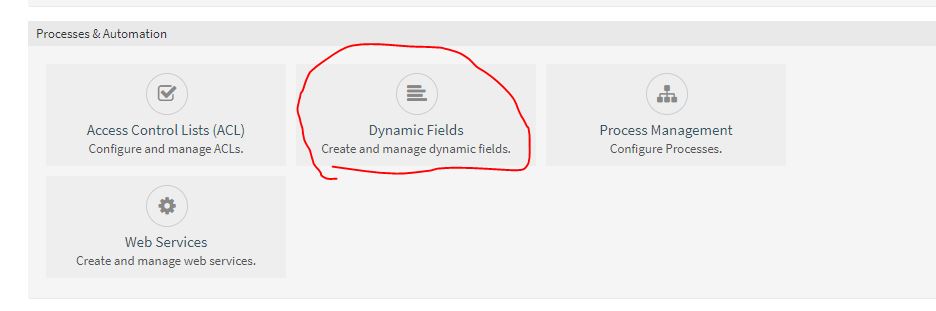 Processes & Automation
Access Control Lists (ACL)
Configure and manage ACLs.
Dynamic Fields
Create and manage dynamic fields.
Process Management
Configure Processes.
Web Services
Create and manage web services.